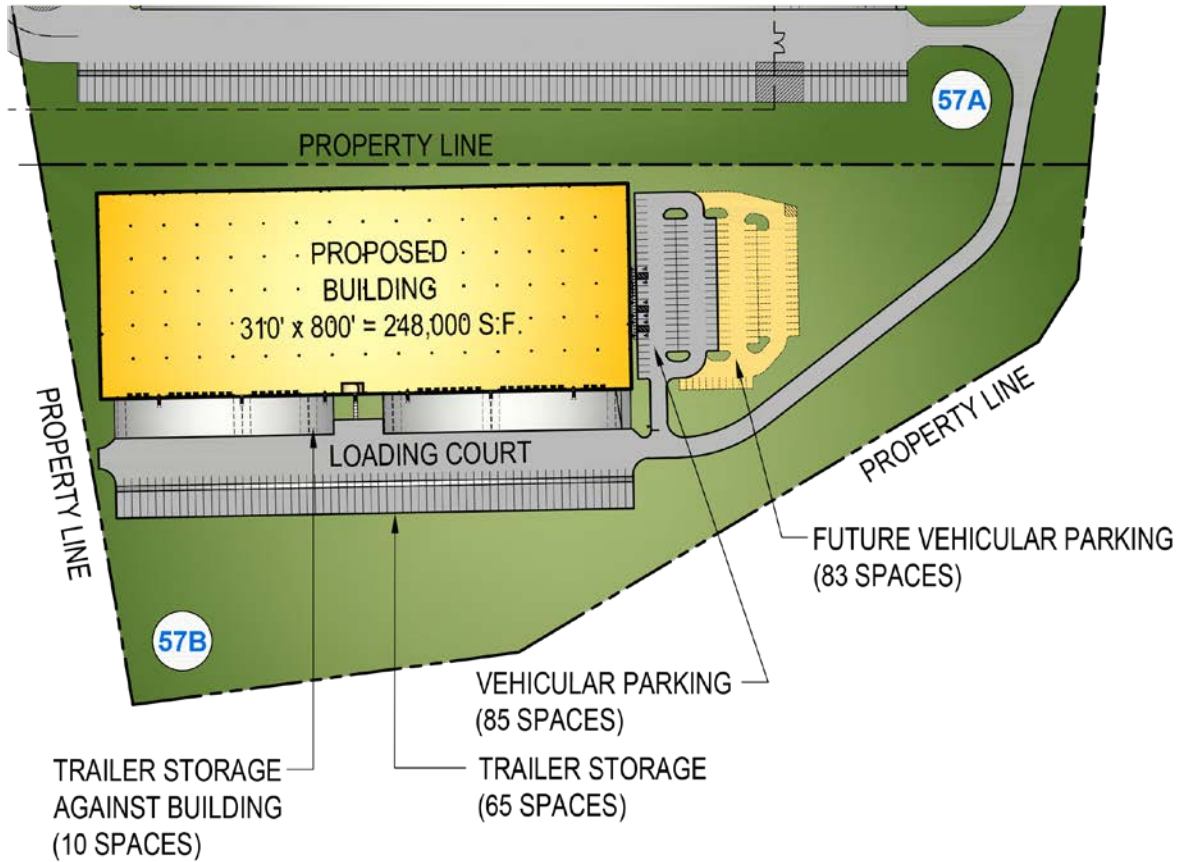 57A
PROPERTY LINE
PROPOSED
BUILDING
310' x 800' = 248,000 S.F.
PROPERTY LINE
LOADING COURT
PROPERTY LINE
FUTURE VEHICULAR PARKING
(83 SPACES)
57B
VEHICULAR PARKING
(85 SPACES)
TRAILER STORAGE
AGAINST BUILDING
(10 SPACES)
TRAILER STORAGE
(65 SPACES)